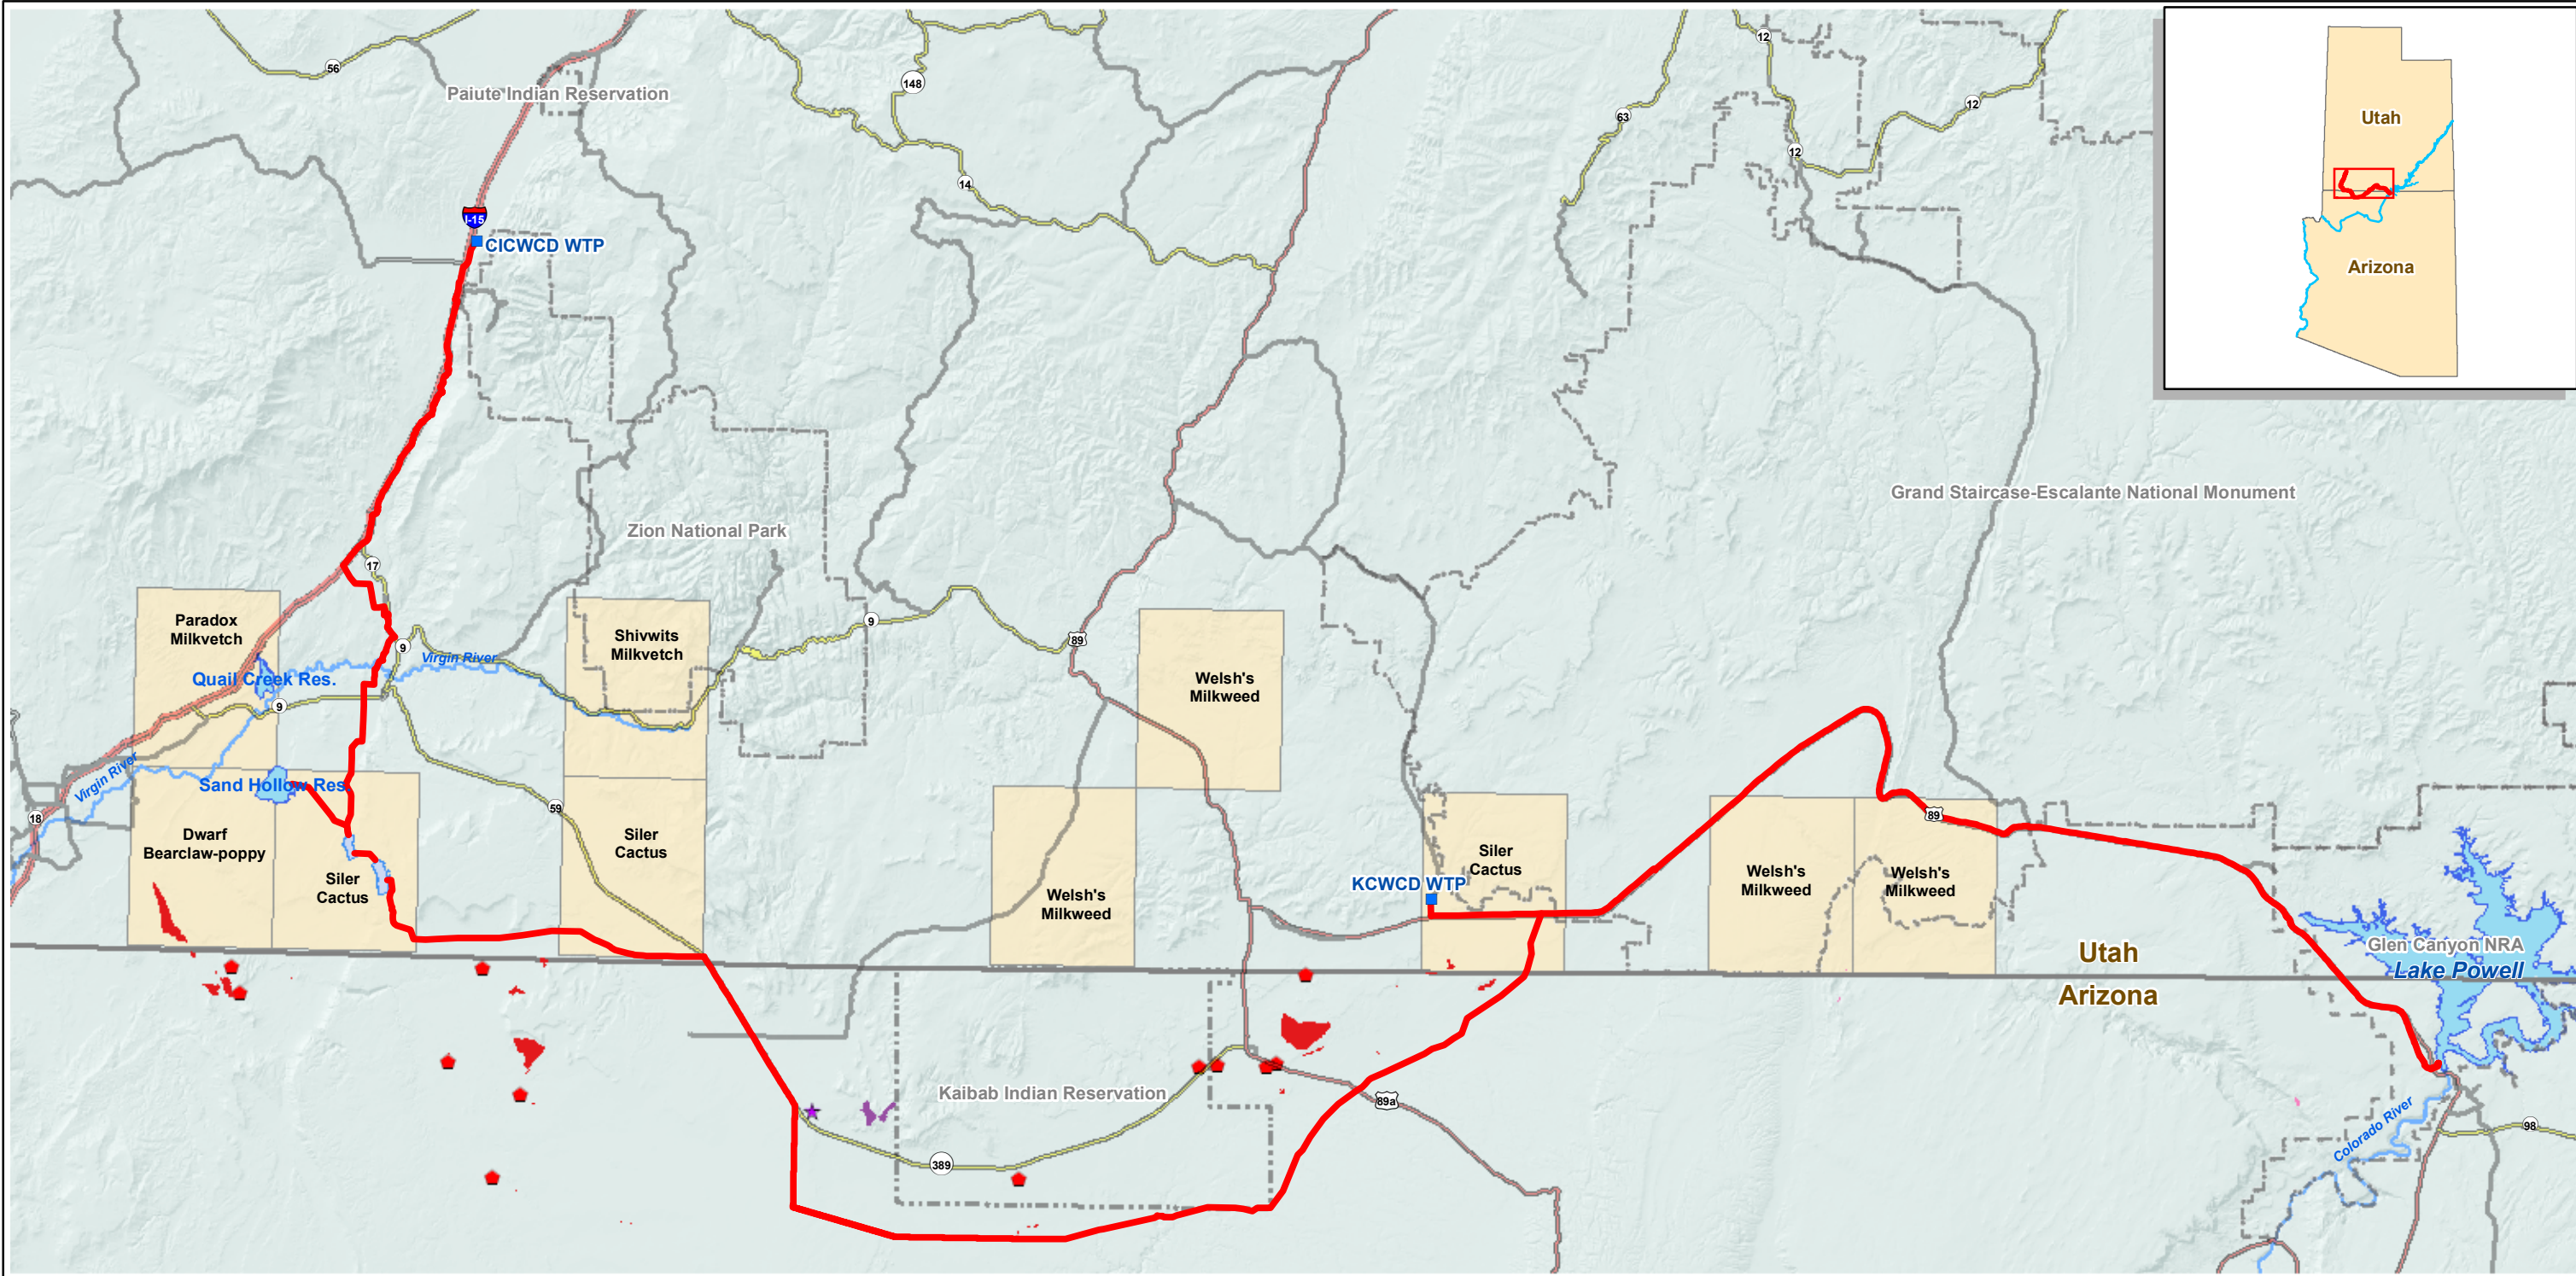 56
Paiute Indian Reservation
148
12
63
12
12
14
Utah
Arizona
I-15
CICWCD WTP
Grand Staircase-Escalante National Monument
Zion National Park
17
Paradox
Milkvetch
Shivwits
Milkvetch
9
9
89
Virgin River
Quail Creek Res.
9
Welsh's
Milkweed
Virgin River
Sand Hollow Res.
18
59
89
Dwarf
Bearclaw-poppy
Siler
Cactus
Siler
Cactus
Siler
Cactus
KCWCD WTP
Welsh's
Milkweed
Welsh's
Milkweed
Welsh's
Milkweed
Utah
Arizona
Glen Canyon NRA
Lake Powell
Kaibab Indian Reservation
89a
389
Colorado River
98